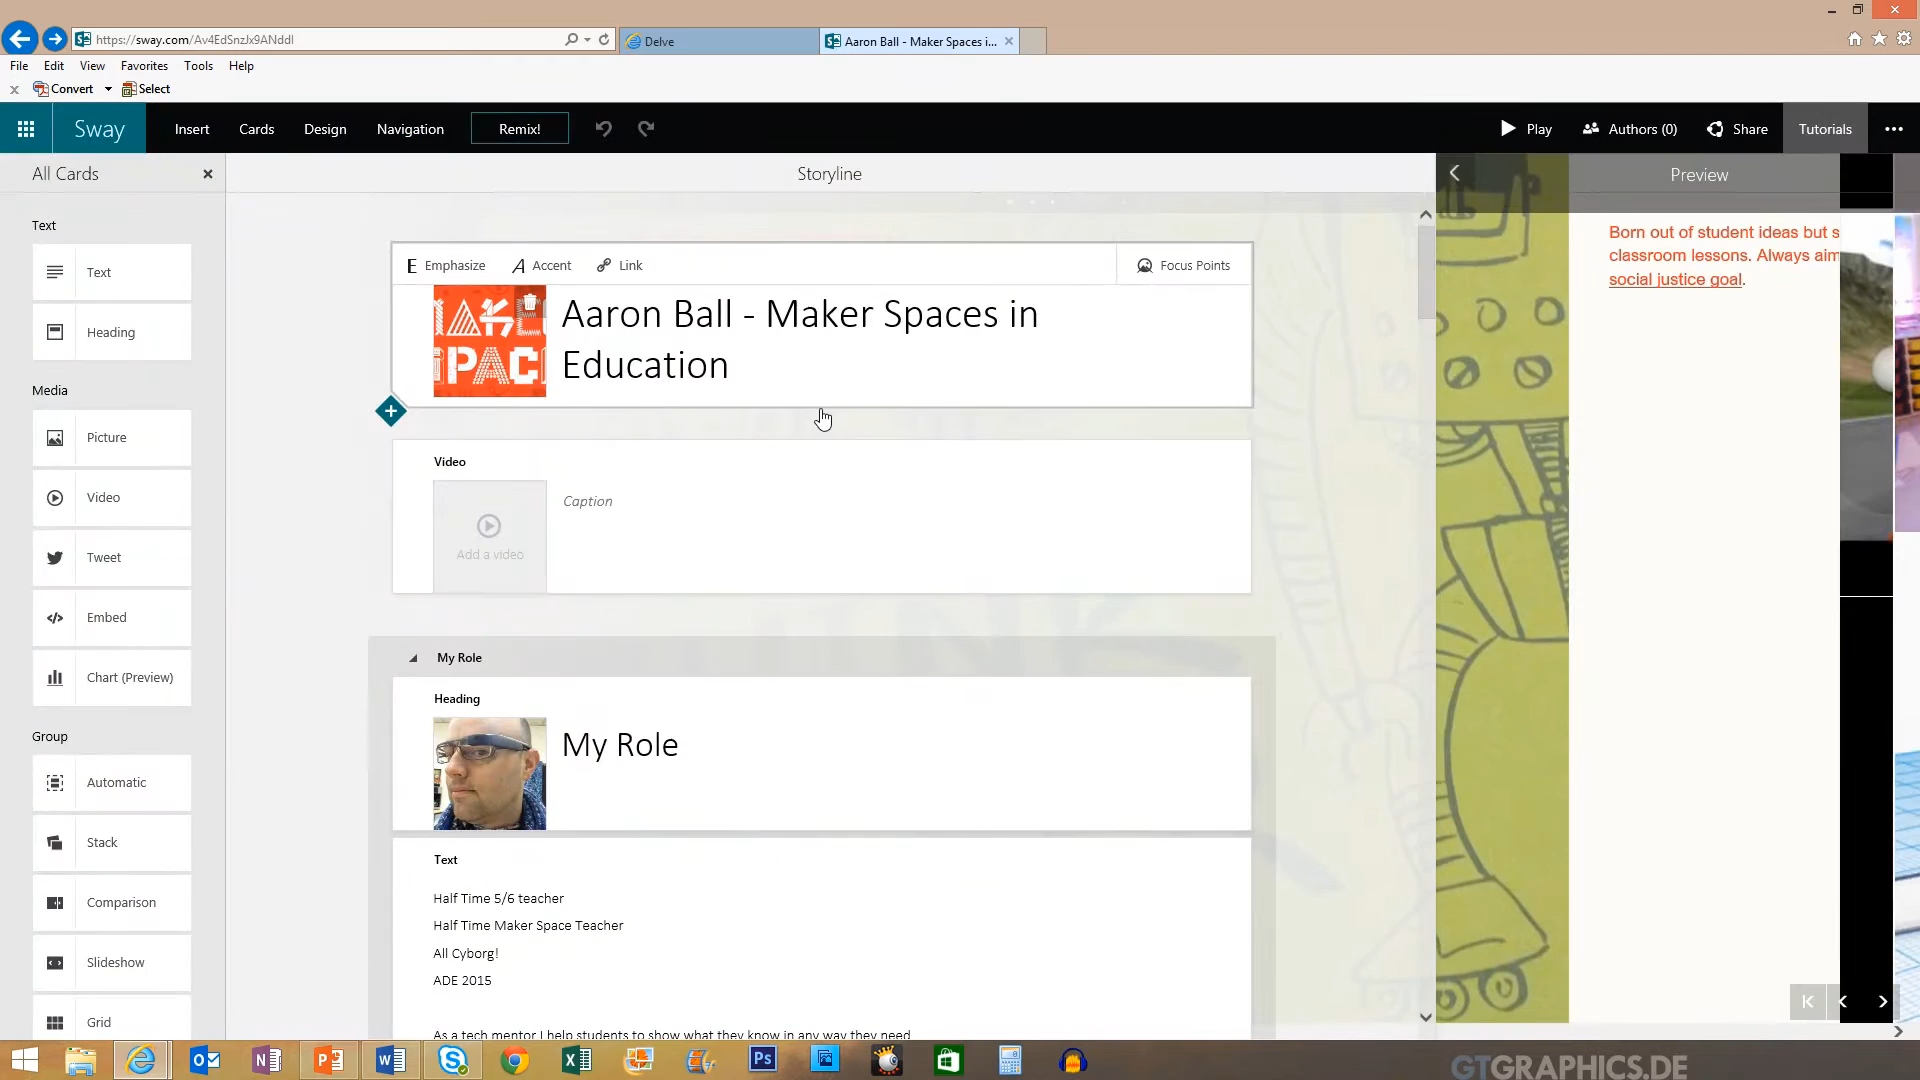 https://sway.com/Av4EdSnzJx9ANddl
Delve
Aaron Ball - Maker Spaces i...
File Edit View Favorites Tools Help
Convert Select
Sway Insert Cards Design Navigation Remix! Play Authors (0) Share Tutorials
All Cards
Storyline
Preview
Text
Text
Heading
Media
Picture
Video
Tweet
Embed
Chart (Preview)
Group
Automatic
Stack
Comparison
Slideshow
Grid
E Emphasize A Accent Link Focus Points
Aaron Ball - Maker Spaces in
Education
Video
Add a video
Caption
My Role
Heading
My Role
Text
Half Time 5/6 teacher
Half Time Maker Space Teacher
All Cyborg!
ADE 2015
As a tech mentor I help students to show what they know in any way they need
Born out of student ideas but s
classroom lessons. Always aim
social justice goal.
GTGRAPHICS.DE